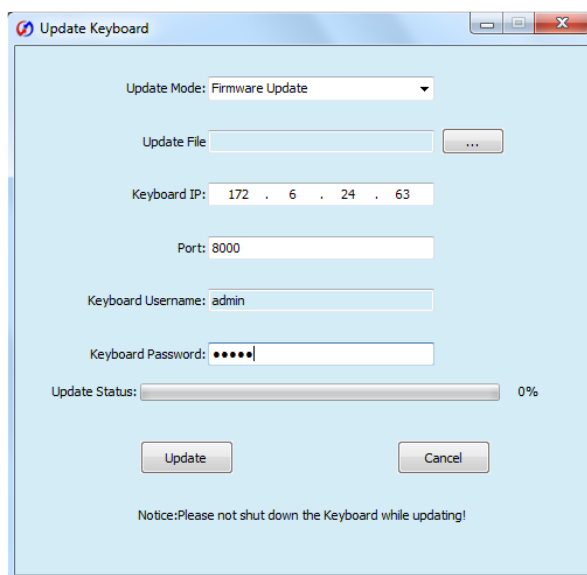 Update Keyboard
Update Mode: Firmware Update
Update File ...
Keyboard IP: 172 . 6 . 24 . 63
Port: 8000
Keyboard Username: admin
Keyboard Password: •••••
Update Status: 0%
Update Cancel
Notice:Please not shut down the Keyboard while updating!